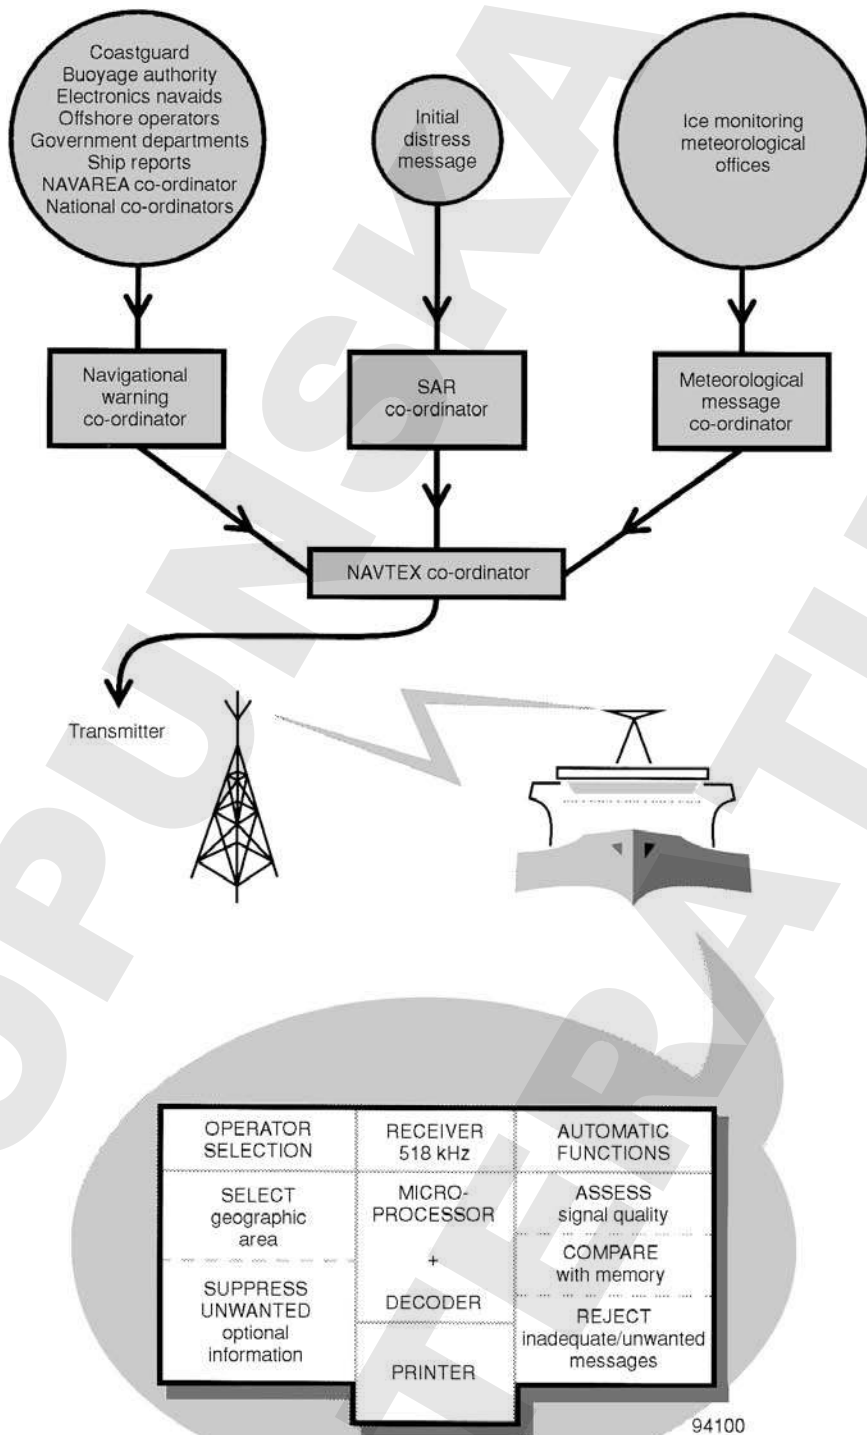 Coastguard
Buoyage authority
Electronics navaids
Offshore operators
Government departments
Ship reports
NAVAREA co-ordinator
National co-ordinators
Initial
distress
message
Ice monitoring
meteorological
offices
Navigational
warning
co-ordinator
SAR
co-ordinator
Meteorological
message
co-ordinator
NAVTEX co-ordinator
Transmitter
OPERATOR
SELECTION
SELECT
geographic
area
SUPPRESS
UNWANTED
optional
information
RECEIVER
518 kHz
MICRO-
PROCESSOR
+
DECODER
PRINTER
AUTOMATIC
FUNCTIONS
ASSESS
signal quality
COMPARE
with memory
REJECT
inadequate/unwanted
messages
94100